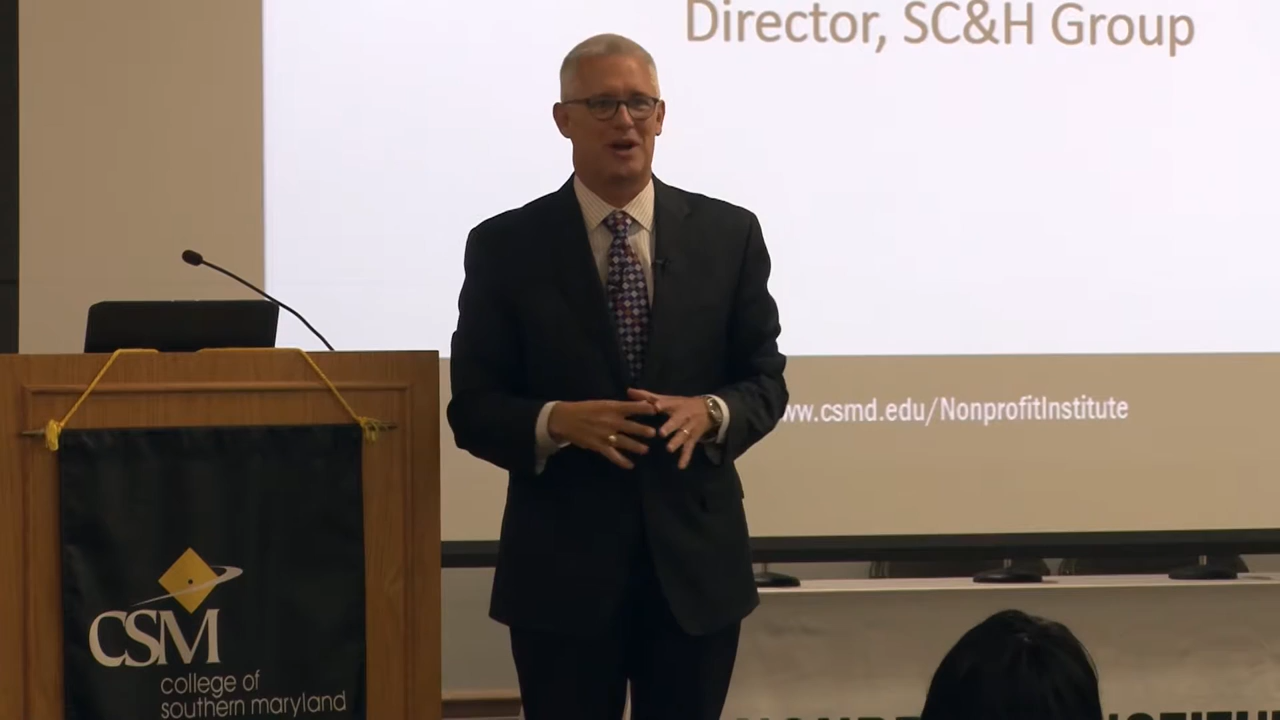 Director, SC&H Group
ww.csmd.edu/NonprofitInstitute
CSM
college of
southern maryland